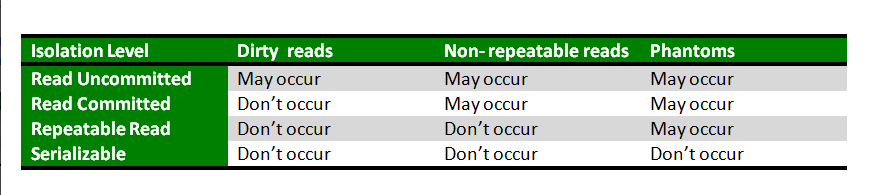 Isolation Level Dirty reads Non-repeatable reads Phantoms
Read Uncommitted May occur May occur May occur
Read Committed Don't occur May occur May occur
Repeatable Read Don't occur Don't occur May occur
Serializable Don't occur Don't occur Don't occur